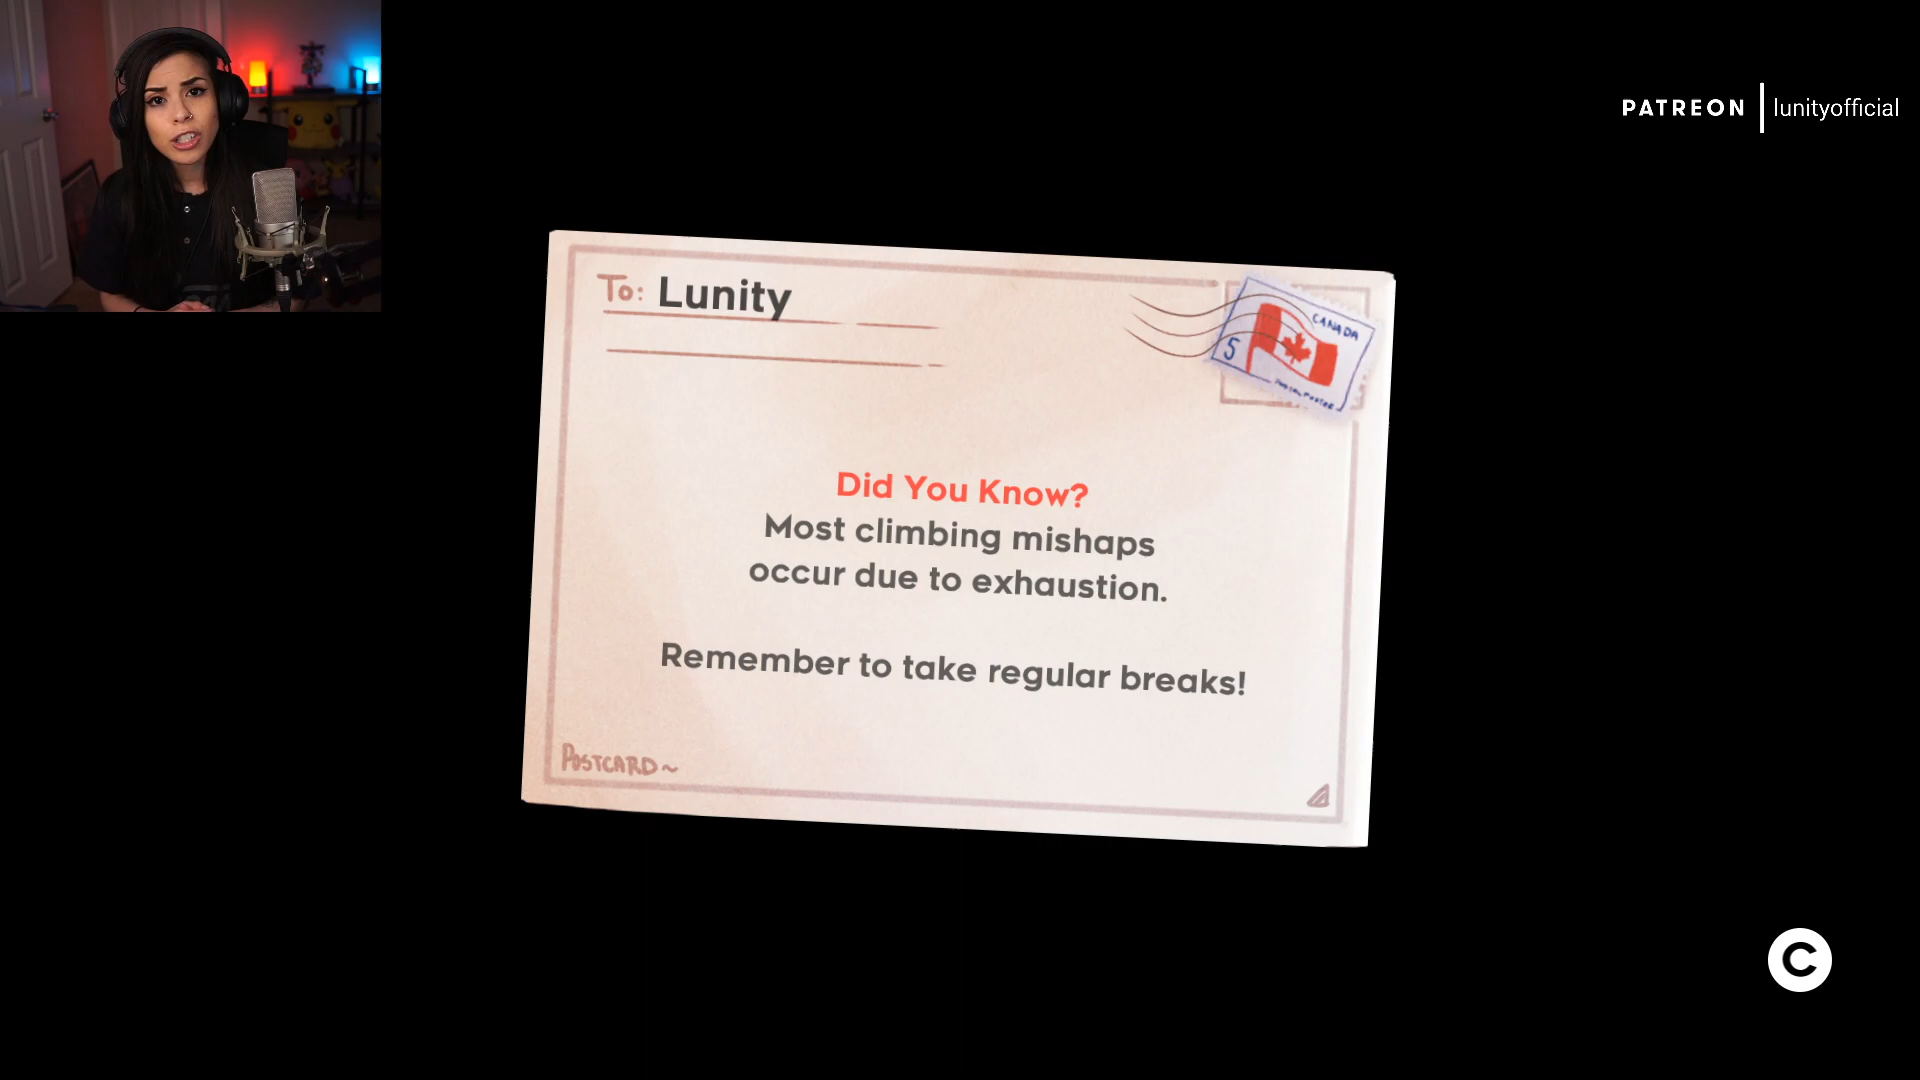 PATREON | lunityofficial
To: Lunity
CANADA
5
Did You Know?
Most climbing mishaps
occur due to exhaustion.
Remember to take regular breaks!
POSTCARD~
C